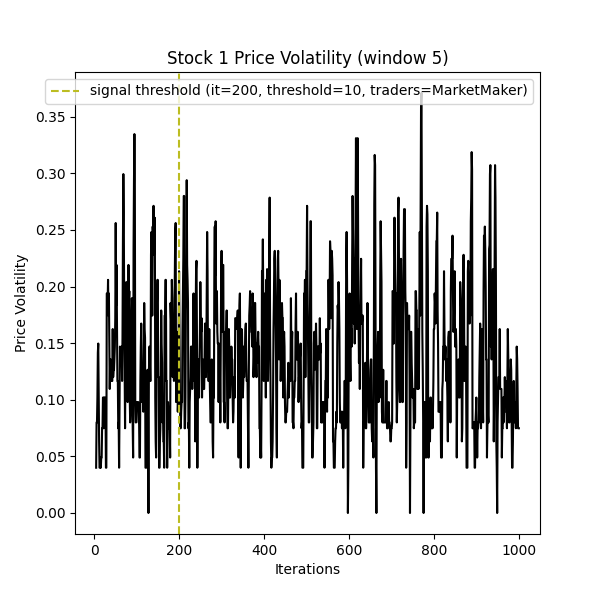 Stock 1 Price Volatility (window 5)
signal threshold (it=200, threshold=10, traders=MarketMaker)
Price Volatility
0.35
0.30
0.25
0.20
0.15
0.10
0.05
0.00
0 200 400 600 800 1000
Iterations